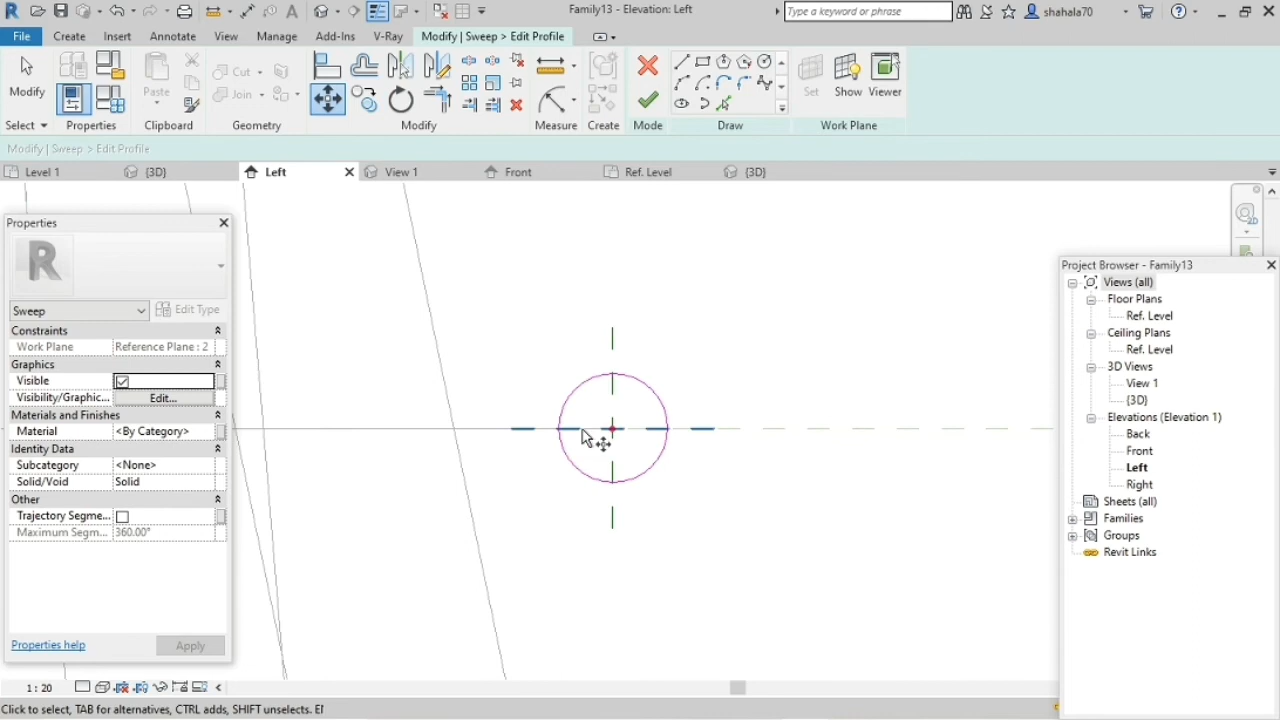 Family13 - Elevation: Left
Type a keyword or phrase
shahala70
File
Create
Insert
Annotate
View
Manage
Add-Ins
V-Ray
Modify | Sweep > Edit Profile
Modify
Paste
Cut
Join
Set
Show
Viewer
Select
Properties
Clipboard
Geometry
Modify
Measure
Create
Mode
Draw
Work Plane
Modify | Sweep > Edit Profile
Level 1
{3D}
Left
View 1
Front
Ref. Level
{3D}
Properties
R
Sweep
Edit Type
Constraints
Work Plane
Reference Plane : 2
Graphics
Visible
Visibility/Graphic...
Edit...
Materials and Finishes
Material
<By Category>
Identity Data
Subcategory
<None>
Solid/Void
Solid
Other
Trajectory Segme...
Maximum Segm...
360.00°
Properties help
Apply
Project Browser - Family13
Views (all)
Floor Plans
Ref. Level
Ceiling Plans
Ref. Level
3D Views
View 1
{3D}
Elevations (Elevation 1)
Back
Front
Left
Right
Sheets (all)
Families
Groups
Revit Links
1 : 20
Click to select, TAB for alternatives, CTRL adds, SHIFT unselects.